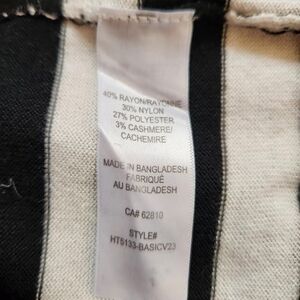 40% RAYON/RAYONNE
30% NYLON
27% POLYESTER
3% CASHMERE/
CACHEMIRE
MADE IN BANGLADESH
FABRIQUÉ
AU BANGLADESH
CA# 62810
STYLE#
HT5133-BASICV23